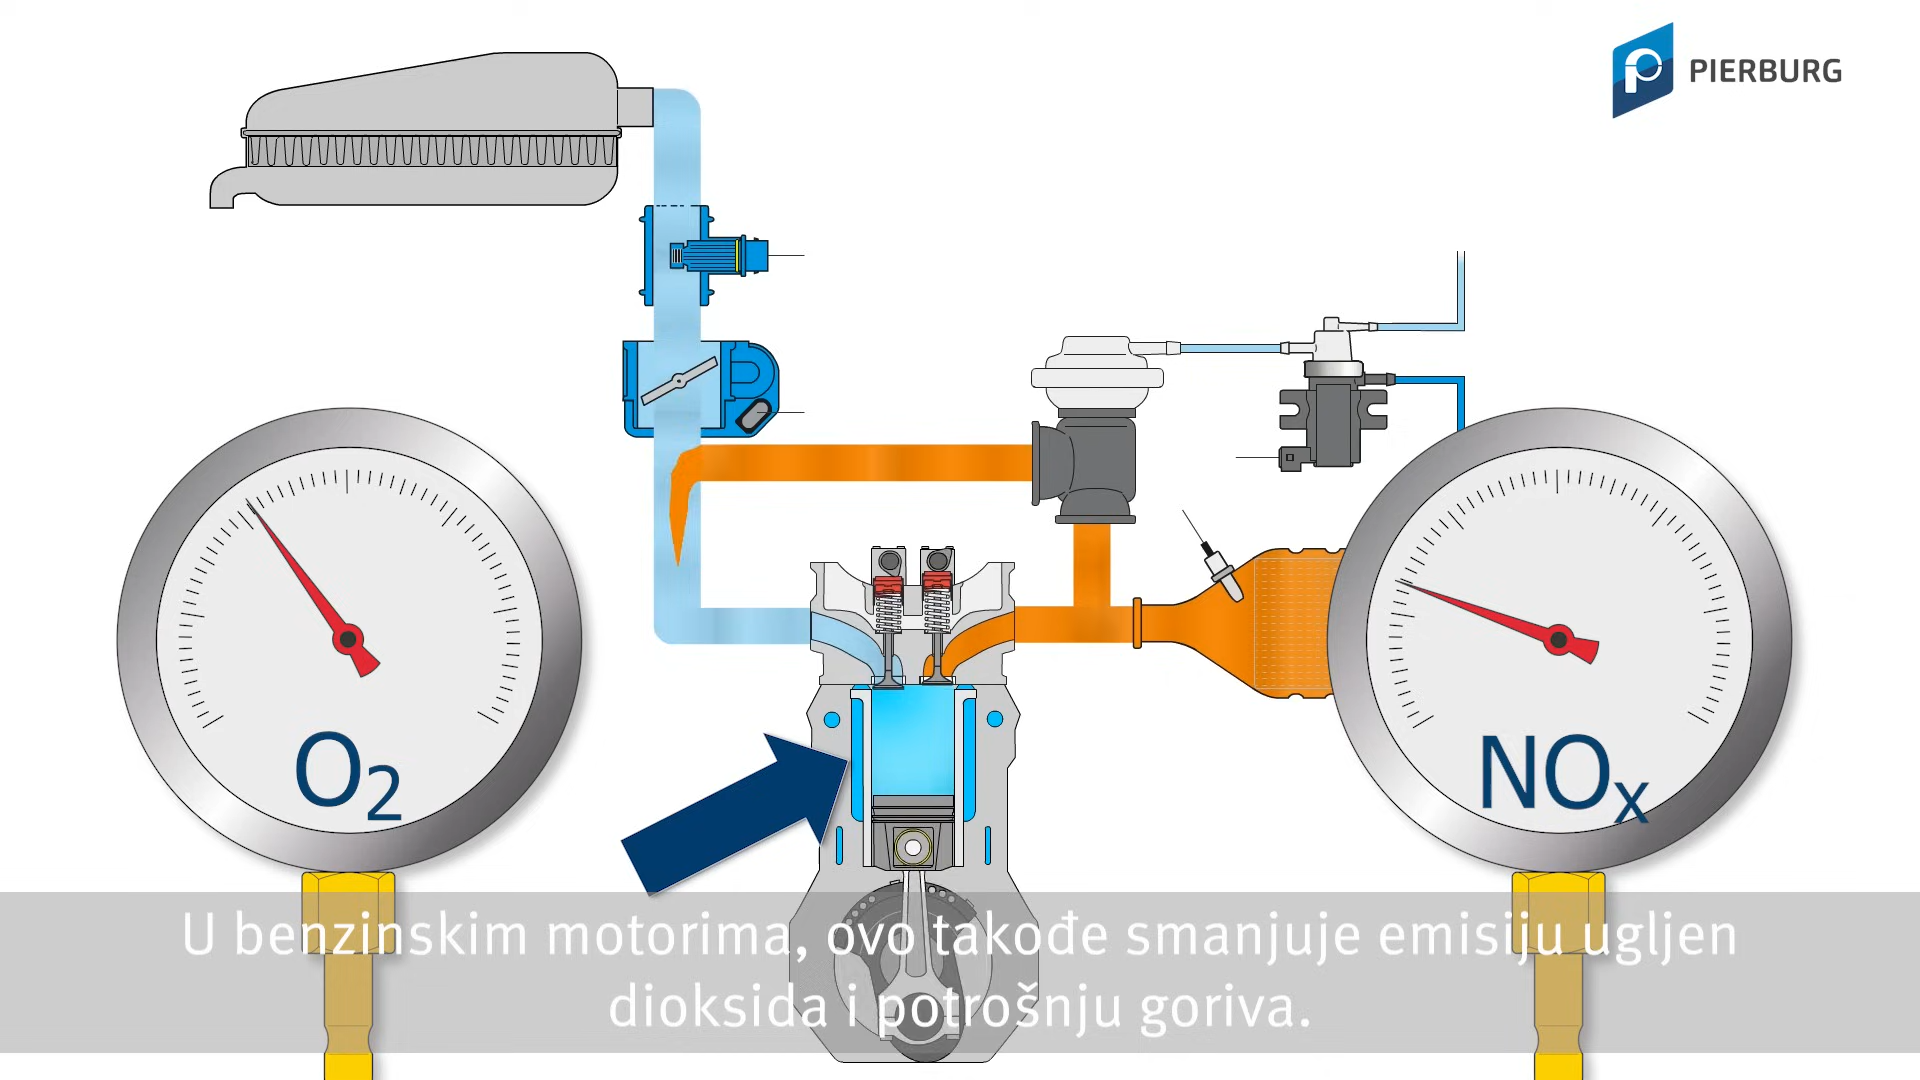 PIERBURG
O2
NOx
U benzinskim motorima, ovo takođe smanjuje emisiju ugljen
dioksida i potrošnju goriva.